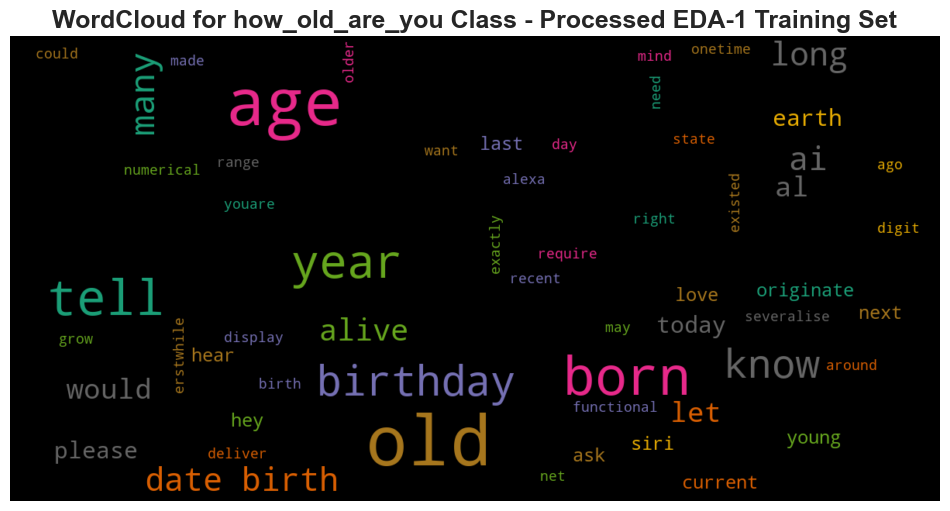 WordCloud for how_old_are_you Class - Processed EDA-1 Training Set
could
many
made
older
age
mind
onetime
long
need
earth
want
last
day
state
ai
al
ago
numerical
range
alexa
existed
youare
right
digit
exactly
require
year
recent
tell
love
originate
grow
erstwhile
display
hear
alive
may
today
severalise
next
would
birth
birthday
born
know
around
functional
let
hey
old
young
please
deliver
ask
siri
date birth
net
current